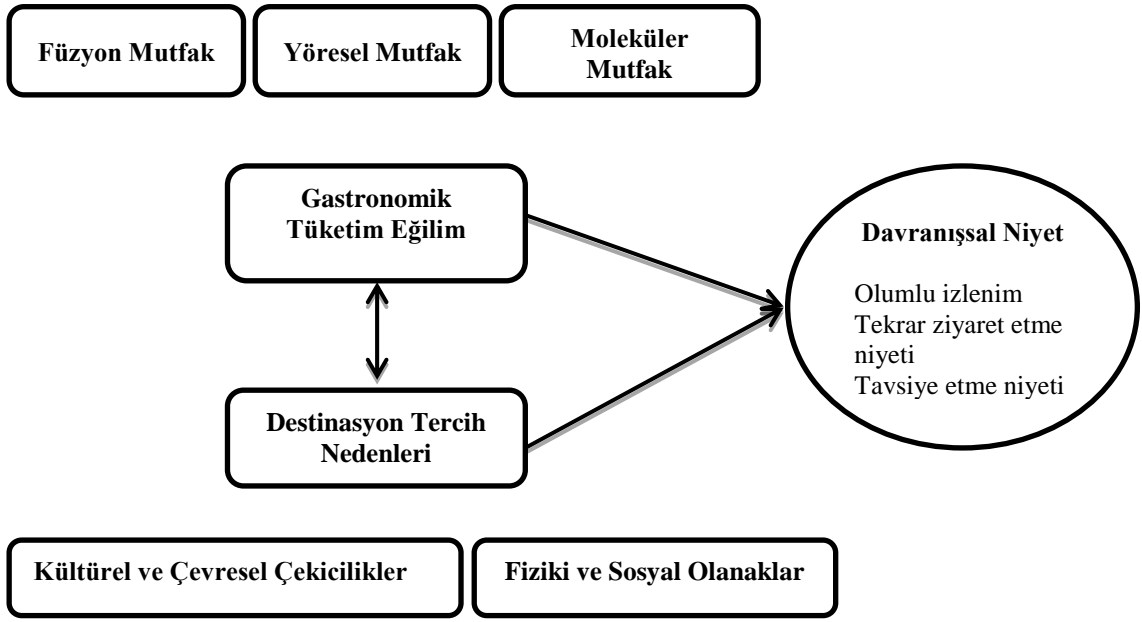 Füzyon Mutfak
Yöresel Mutfak
Moleküler
Mutfak
Gastronomik
Tüketim Eğilim
Davranışsal Niyet
Olumlu izlenim
Tekrar ziyaret etme
niyeti
Tavsiye etme niyeti
Destinasyon Tercih
Nedenleri
Kültürel ve Çevresel Çekicilikler
Fiziki ve Sosyal Olanaklar